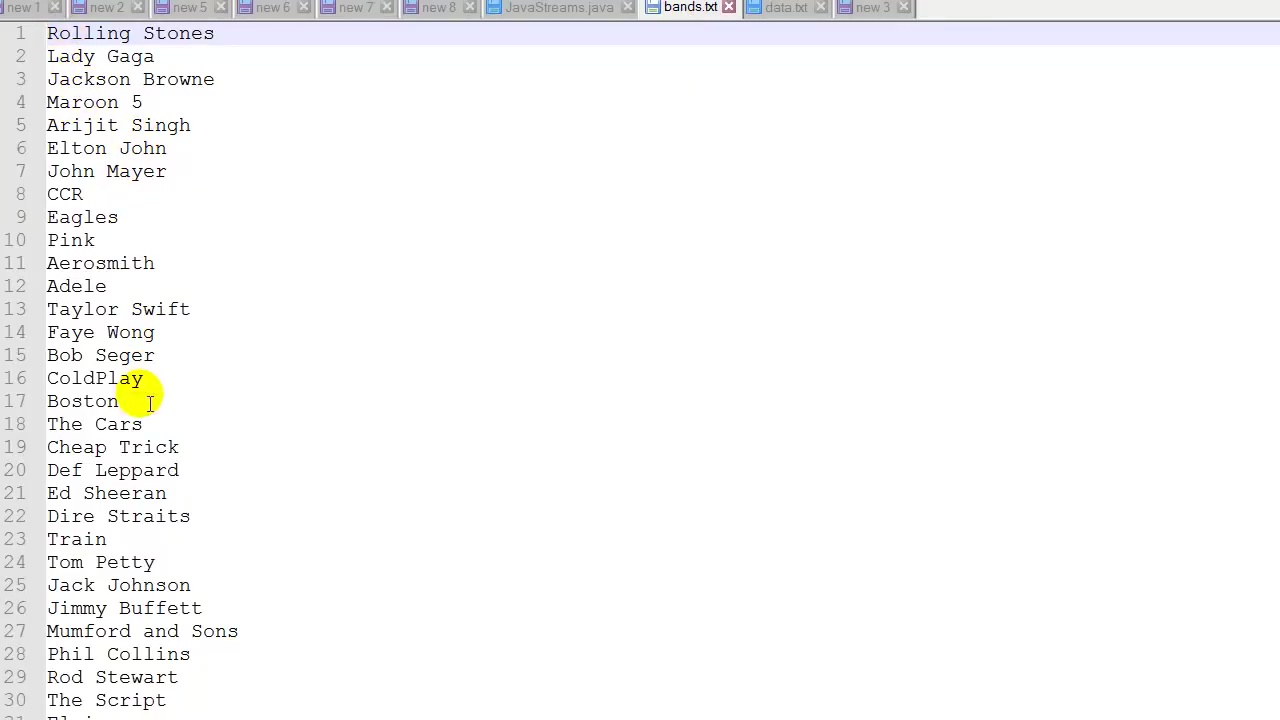 new 1 new 2 new 5 new 6 new 7 new 8 JavaStreams.java bands.txt data.txt new 3
1 Rolling Stones
2 Lady Gaga
3 Jackson Browne
4 Maroon 5
5 Arijit Singh
6 Elton John
7 John Mayer
8 CCR
9 Eagles
10 Pink
11 Aerosmith
12 Adele
13 Taylor Swift
14 Faye Wong
15 Bob Seger
16 ColdPlay
17 Boston
18 The Cars
19 Cheap Trick
20 Def Leppard
21 Ed Sheeran
22 Dire Straits
23 Train
24 Tom Petty
25 Jack Johnson
26 Jimmy Buffett
27 Mumford and Sons
28 Phil Collins
29 Rod Stewart
30 The Script